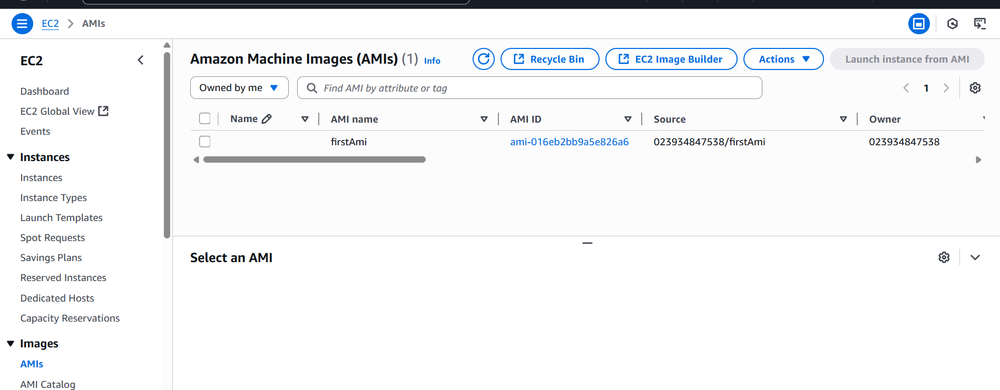 EC2 > AMIs
EC2
Dashboard
EC2 Global View
Events
Instances
Instances
Instance Types
Launch Templates
Spot Requests
Savings Plans
Reserved Instances
Dedicated Hosts
Capacity Reservations
Images
AMIs
AMI Catalog
Amazon Machine Images (AMIs) (1) Info
Recycle Bin
EC2 Image Builder
Actions
Launch instance from AMI
Owned by me
Find AMI by attribute or tag
1
Name AMI name AMI ID Source Owner
firstAmi ami-016eb2bb9a5e826a6 023934847538/firstAmi 023934847538
Select an AMI